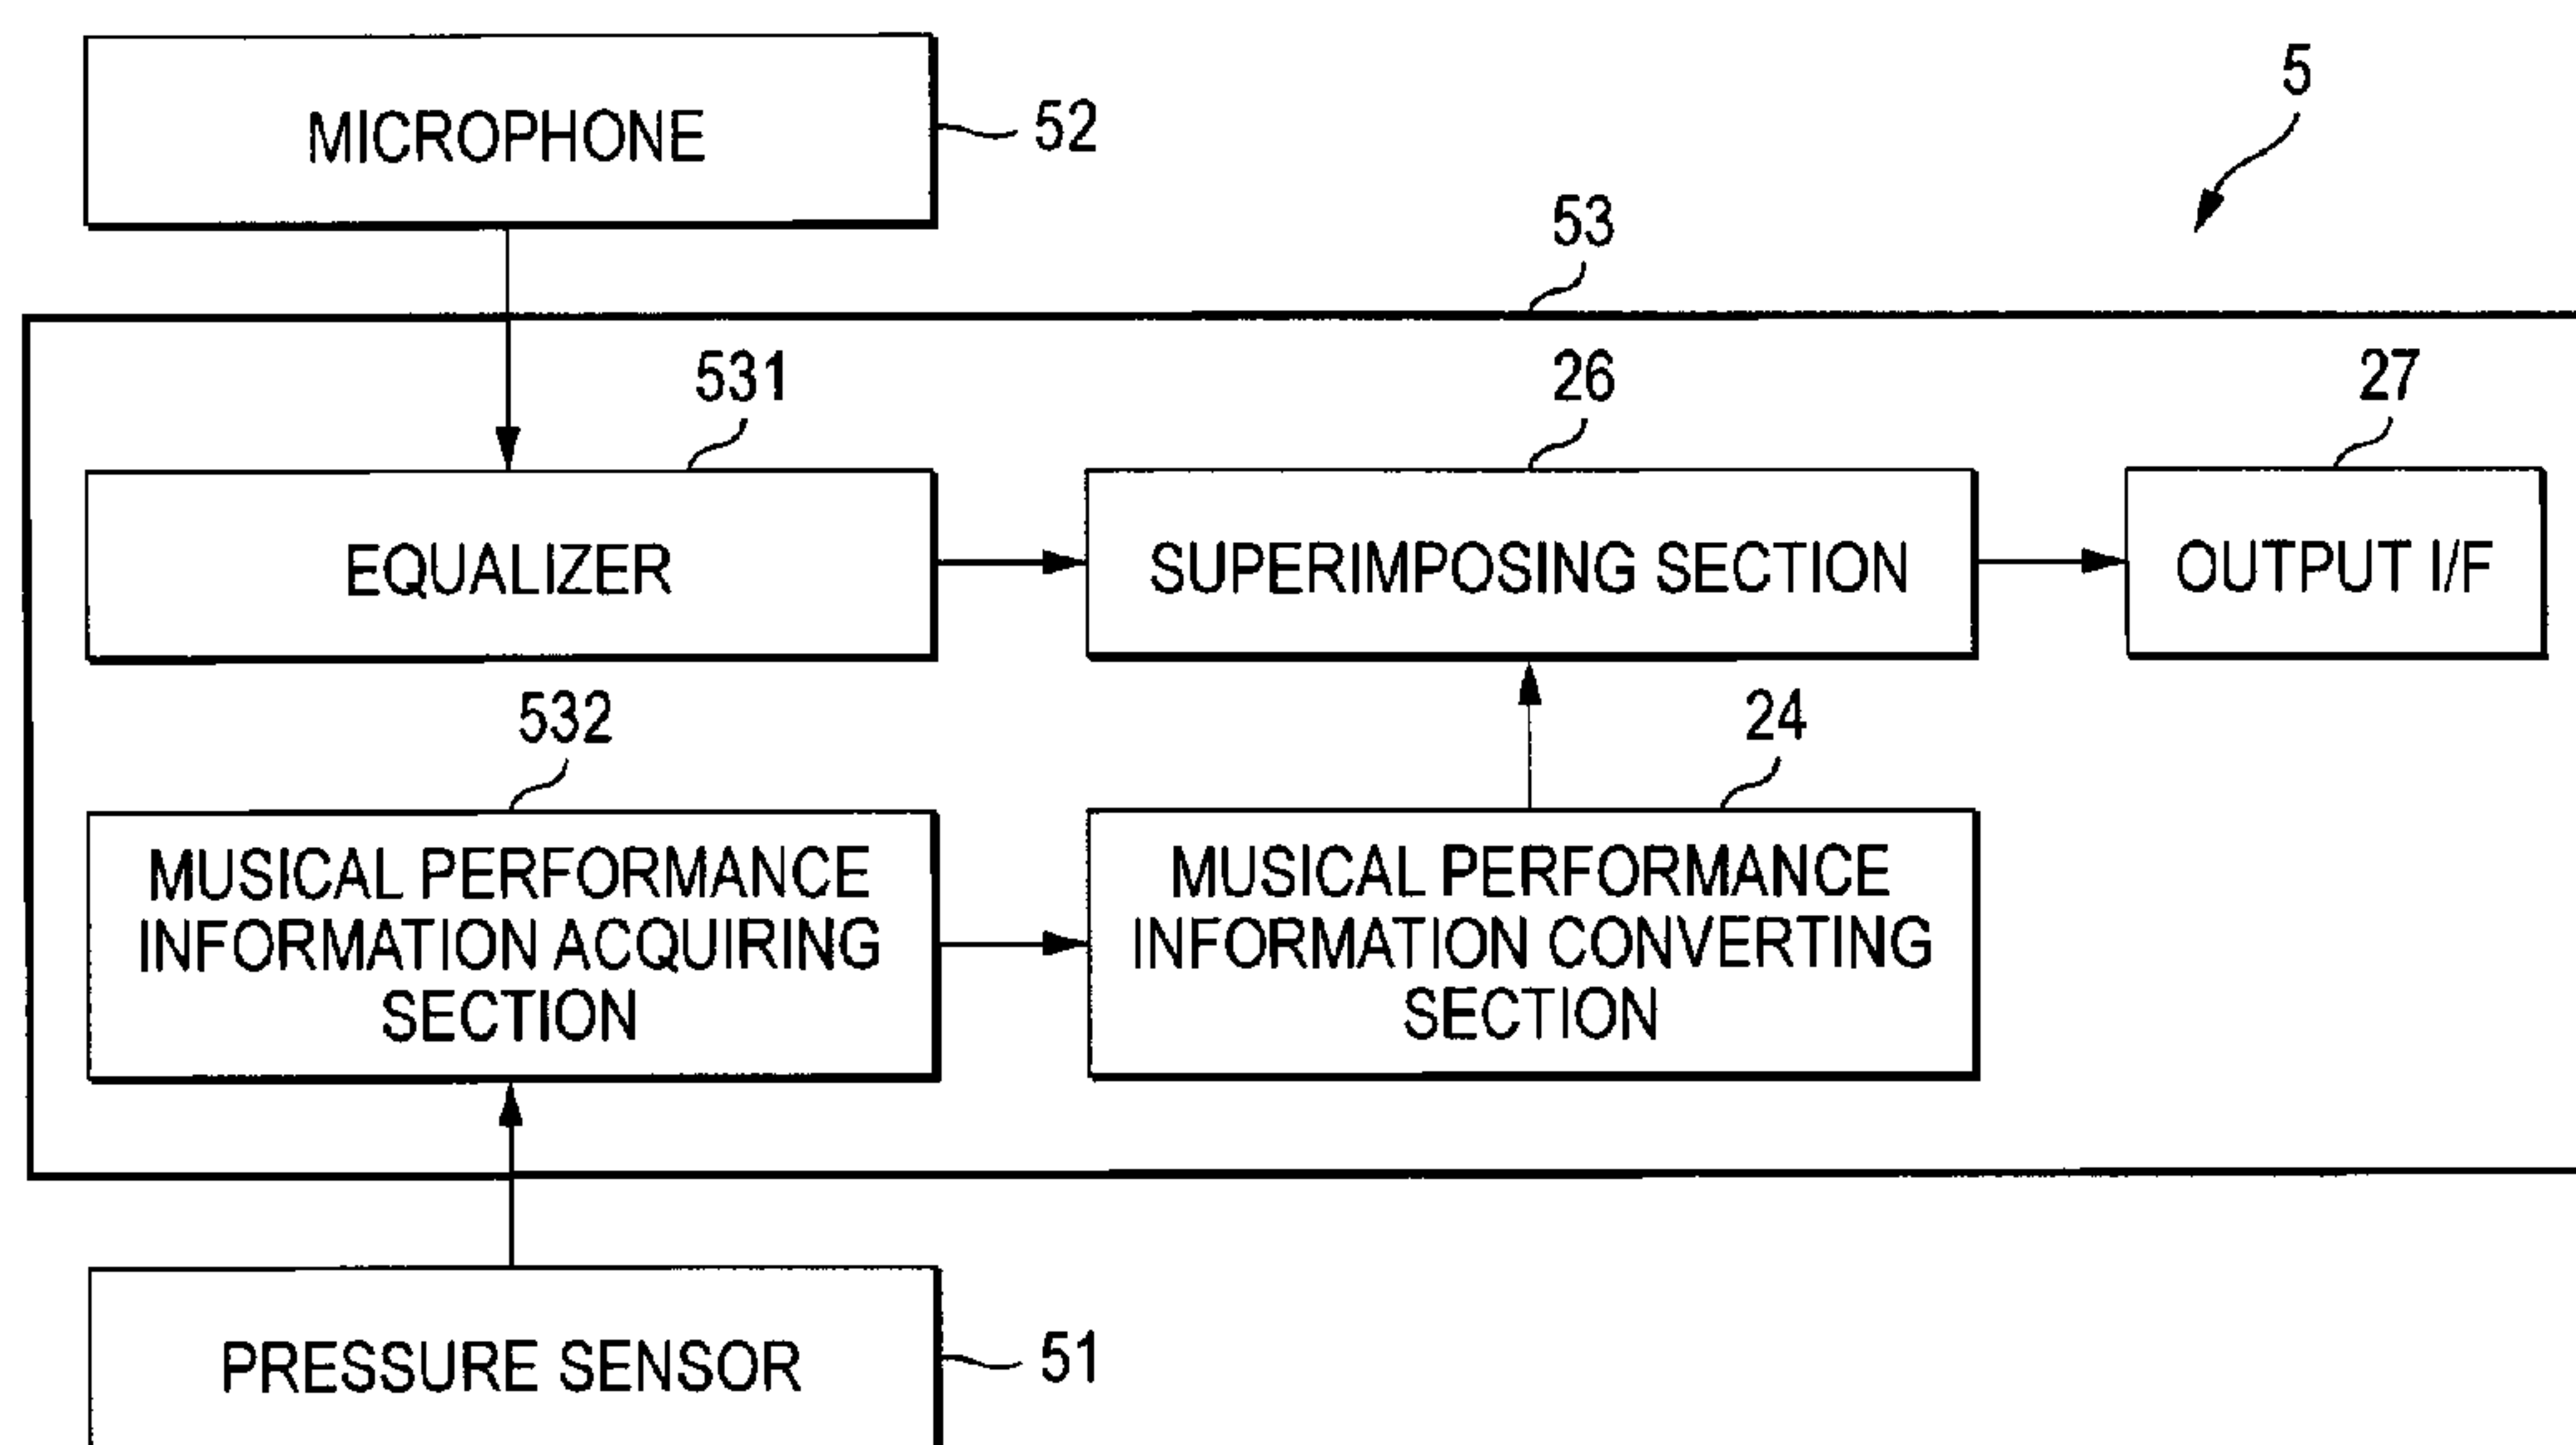 5
MICROPHONE
52
53
531
26
27
EQUALIZER
SUPERIMPOSING SECTION
OUTPUT I/F
532
24
MUSICAL PERFORMANCE
INFORMATION ACQUIRING
SECTION
MUSICAL PERFORMANCE
INFORMATION CONVERTING
SECTION
PRESSURE SENSOR
51